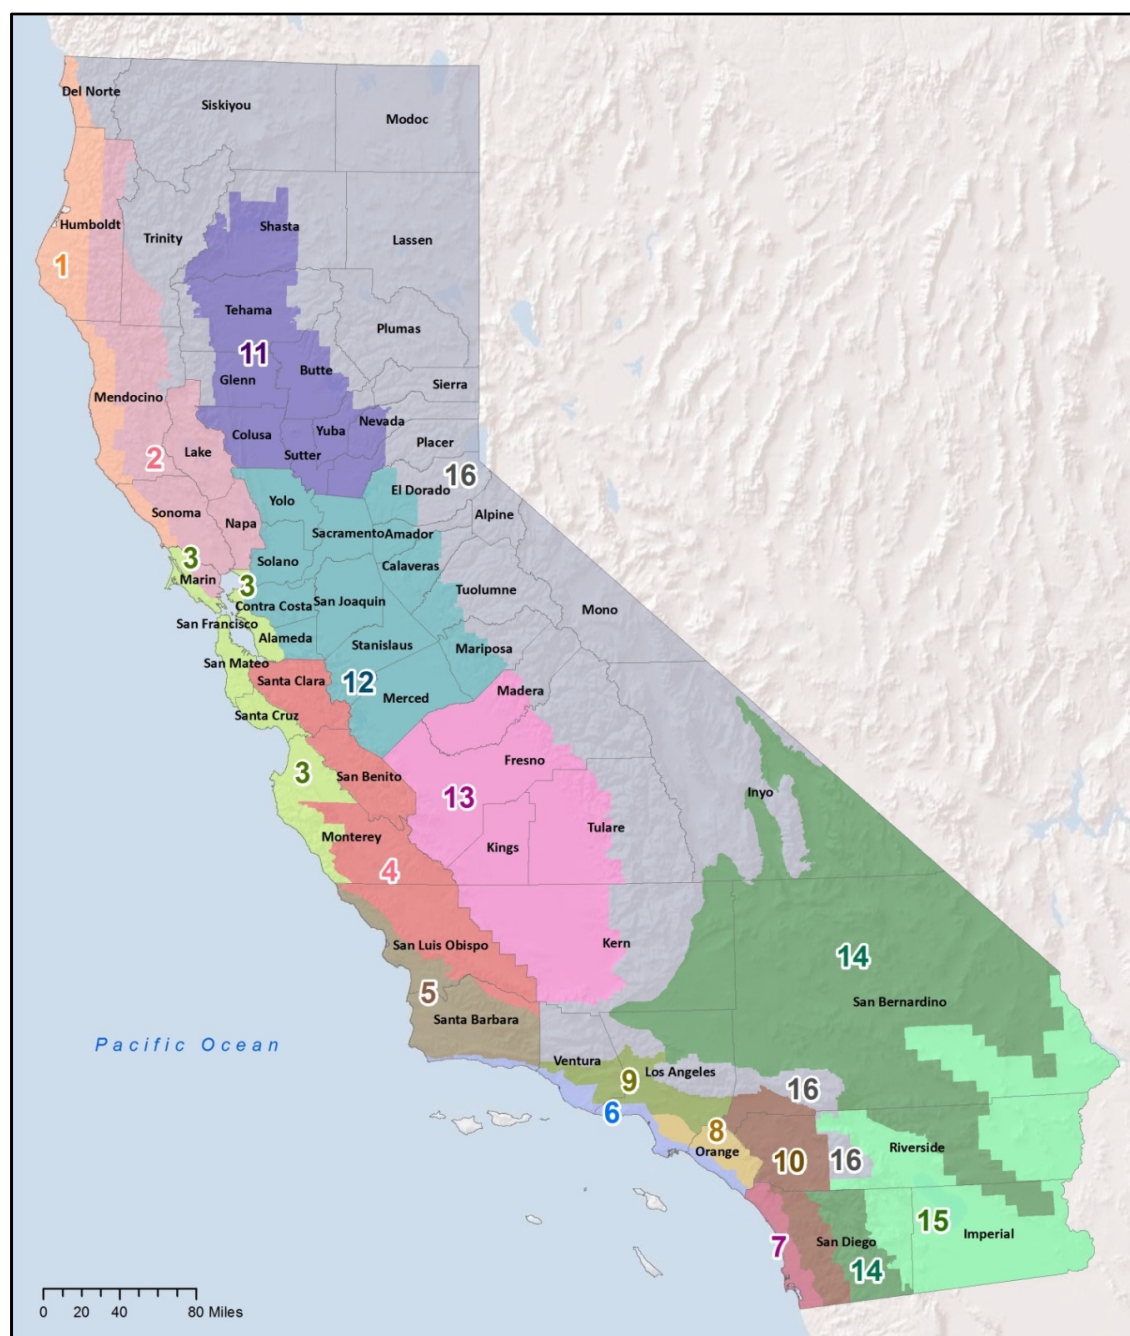 Del Norte
Siskiyou
Modoc
Humboldt
Trinity
Shasta
Lassen
1
Tehama
Plumas
11
Butte
Glenn
Sierra
Mendocino
Nevada
Colusa
Yuba
Placer
2
Lake
Sutter
16
El Dorado
Yolo
Sonoma
Napa
Sacramento
Amador
Alpine
3
Solano
Calaveras
Marin
3
Tuolumne
Contra Costa
San Joaquin
Mono
San Francisco
Alameda
Stanislaus
Mariposa
San Mateo
Santa Clara
12
Merced
Madera
Santa Cruz
3
San Benito
Fresno
13
Inyo
Monterey
Kings
Tulare
4
San Luis Obispo
Kern
14
5
San Bernardino
Santa Barbara
Pacific Ocean
Ventura
9
Los Angeles
16
6
8
Orange
10
16
Riverside
7
San Diego
15
Imperial
14
0 20 40 80 Miles